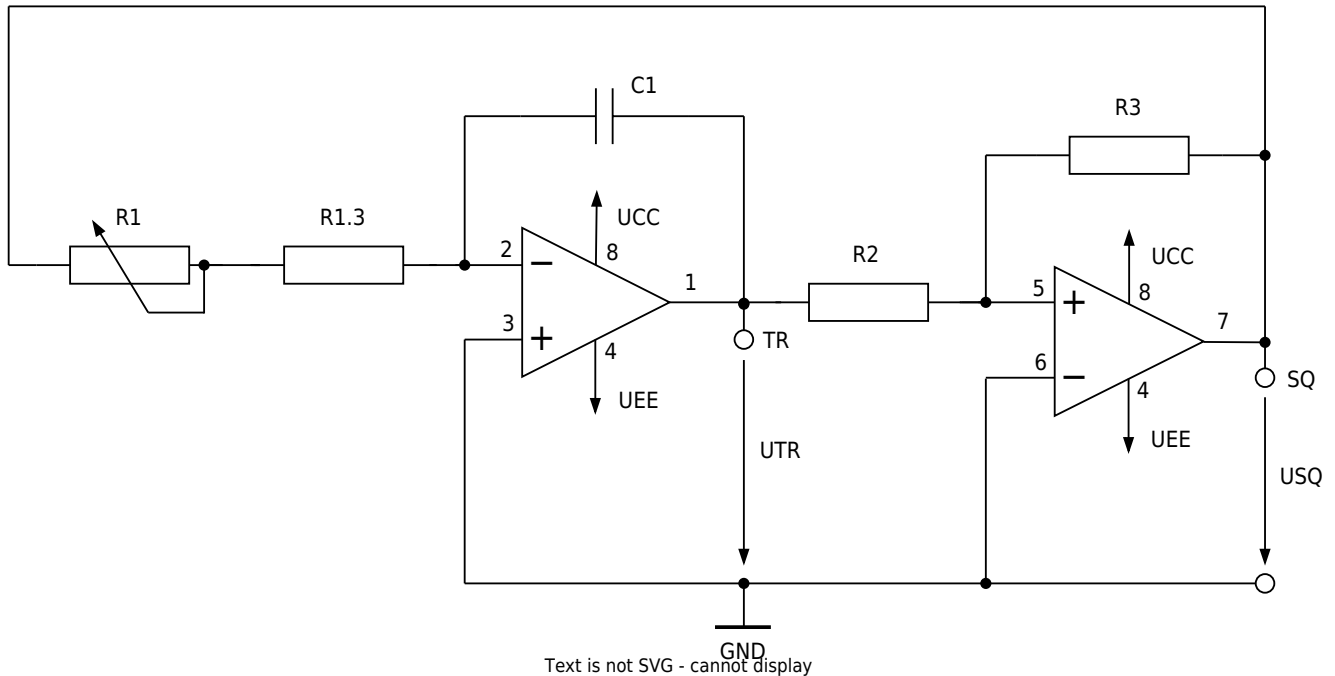 C1
R3
R1
R1.3
UCC
2
8
3
4
UEE
1
TR
UTR
R2
UCC
5
8
7
6
4
UEE
SQ
USQ
GND
Text is not SVG - cannot display